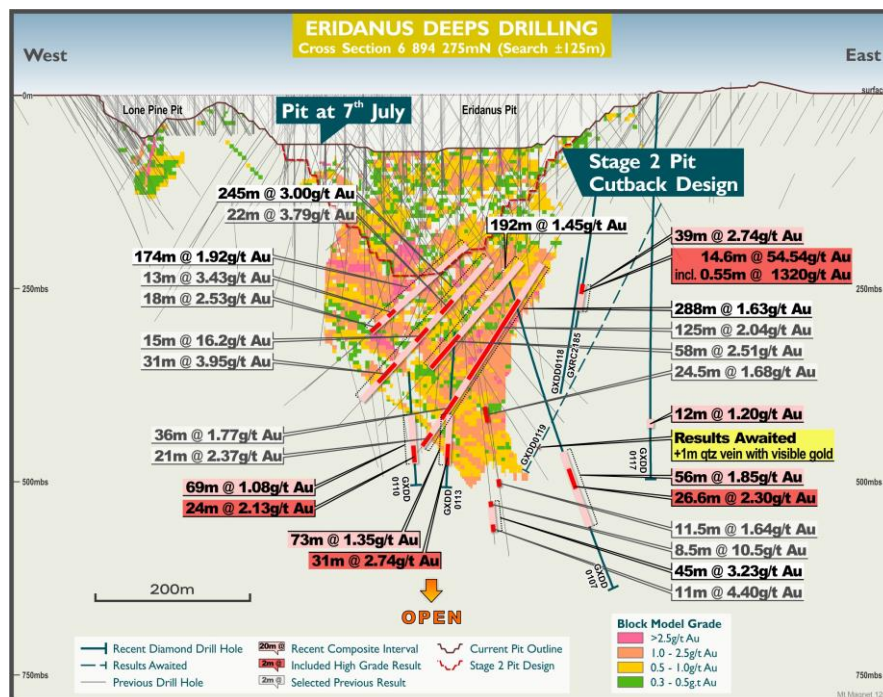 ERIDANUS DEEPS DRILLING
Cross Section 6 894 275mN (Search ±125m)
West
East
0m
surface
Lone Pine Pit
Pit at 7th July
Eridanus Pit
Stage 2 Pit
Cutback Design
245m @ 3.00g/t Au
22m @ 3.79g/t Au
192m @ 1.45g/t Au
174m @ 1.92g/t Au
13m @ 3.43g/t Au
18m @ 2.53g/t Au
39m @ 2.74g/t Au
14.6m @ 54.54g/t Au
incl. 0.55m @ 1320g/t Au
250mbs
250mbs
288m @ 1.63g/t Au
125m @ 2.04g/t Au
58m @ 2.51g/t Au
24.5m @ 1.68g/t Au
15m @ 16.2g/t Au
31m @ 3.95g/t Au
GXDD0118
GXRC2185
12m @ 1.20g/t Au
36m @ 1.77g/t Au
21m @ 2.37g/t Au
GXDD0119
Results Awaited
+1m qtz vein with visible gold
GXDD
0117
69m @ 1.08g/t Au
24m @ 2.13g/t Au
GXDD
0110
GXDD
0113
56m @ 1.85g/t Au
26.6m @ 2.30g/t Au
500mbs
500mbs
73m @ 1.35g/t Au
31m @ 2.74g/t Au
11.5m @ 1.64g/t Au
8.5m @ 10.5g/t Au
45m @ 3.23g/t Au
11m @ 4.40g/t Au
GXDD
0107
200m
OPEN
Recent Diamond Drill Hole
Results Awaited
Previous Drill Hole
20m @
Recent Composite Interval
2m @
Included High Grade Result
2m @
Selected Previous Result
Current Pit Outline
Stage 2 Pit Design
Block Model Grade
>2.5g/t Au
1.0 - 2.5g/t Au
0.5 - 1.0g/t Au
0.3 - 0.5g.t Au
750mbs
750mbs